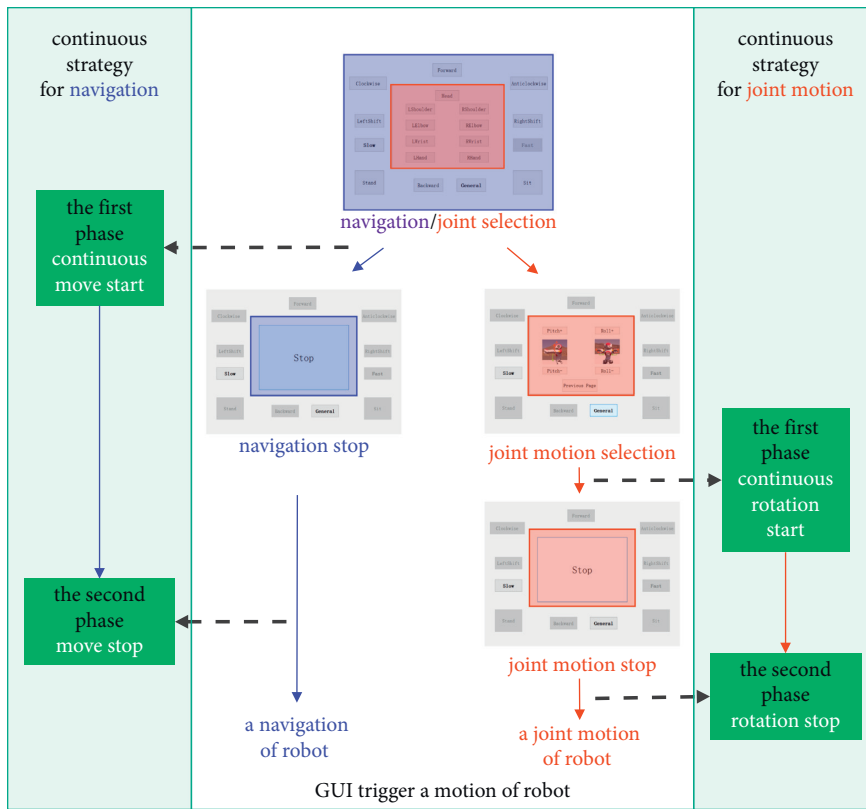 continuous
strategy
for navigation
continuous
strategy
for joint motion
Forward
Clockwise
Anticlockwise
Head
LShoulder
RShoulder
LeftShift
RightShift
LElbow
RElbow
Slow
LWrist
RWrist
Fast
LHand
RHand
Stand
Backward
General
Sit
navigation/joint selection
the first
phase
continuous
move start
Forward
Clockwise
Anticlockwise
LeftShift
RightShift
Stop
Slow
Fast
Stand
Backward
General
Sit
navigation stop
Forward
Clockwise
Anticlockwise
Pitch+
Roll+
LeftShift
RightShift
Slow
Fast
Pitch-
Roll-
Previous Page
Stand
Backward
General
Sit
joint motion selection
the first
phase
continuous
rotation
start
Forward
Clockwise
Anticlockwise
LeftShift
RightShift
Stop
Slow
Fast
Stand
Backward
General
Sit
joint motion stop
the second
phase
move stop
the second
phase
rotation stop
a navigation
of robot
a joint motion
of robot
GUI trigger a motion of robot